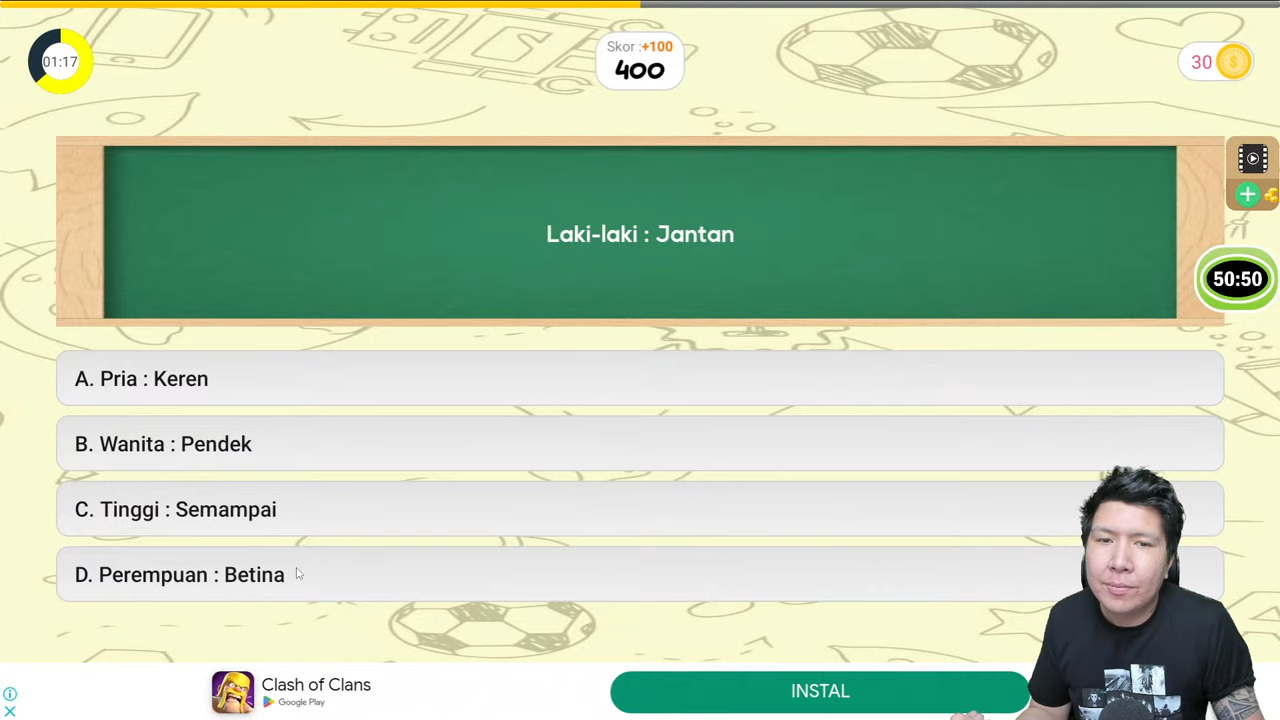 01:17
Skor :+100
400
30
Laki-laki : Jantan
50:50
A. Pria : Keren
B. Wanita : Pendek
C. Tinggi : Semampai
D. Perempuan : Betina
Clash of Clans
Google Play
INSTAL